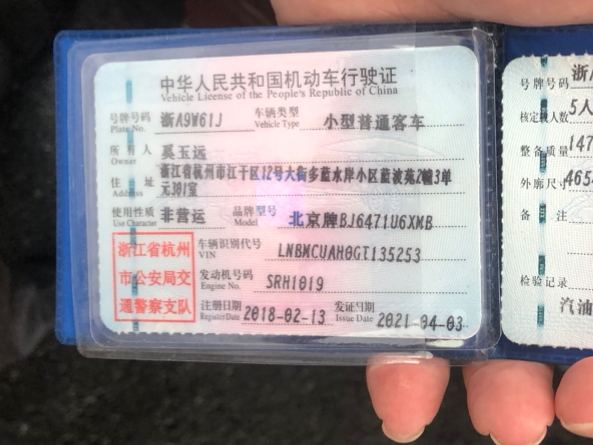 中华人民共和国机动车行驶证
Vehicle License of the People's Republic of China
号牌号码 浙A9W61J 车辆类型 小型普通客车
Plate No. Vehicle Type
所有人 奚玉远
Owner
住址 浙江省杭州市江干区12号大街多蓝水岸小区蓝波苑2幢3单
Address 元301室
使用性质 非营运 品牌型号 北京牌BJ6471U6XMB
Use Character Model
浙江省杭州
市公安局交
通警察支队
车辆识别代号 LNBMCUAH0GT135253
VIN
发动机号码 SRH1019
Engine No.
注册日期 2018-02-13 发证日期 2021-04-03
Register Date Issue Date
号牌号码 浙
核定载人数 5人
整备质量 147
外廓尺寸 465
备注
检验记录
汽油